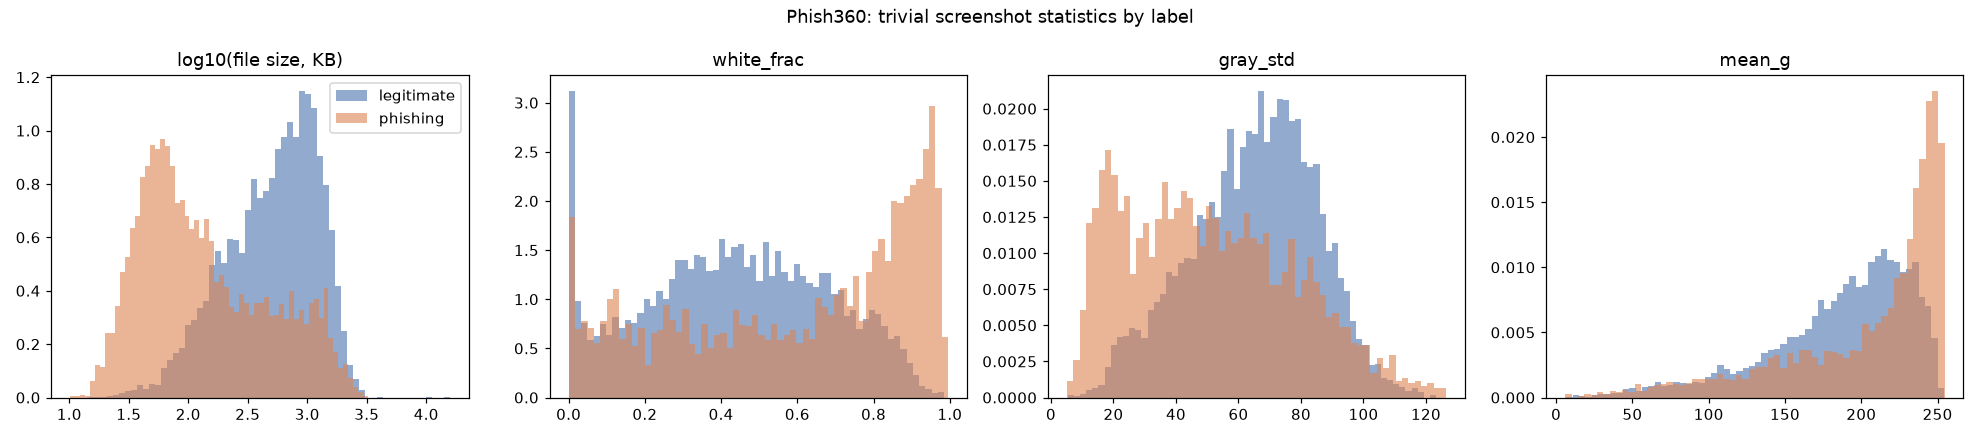 Phish360: trivial screenshot statistics by label
log10(file size, KB)
legitimate
phishing
1.2
1.0
0.8
0.6
0.4
0.2
0.0
1.0 1.5 2.0 2.5 3.0 3.5 4.0
white_frac
3.0
2.5
2.0
1.5
1.0
0.5
0.0
0.0 0.2 0.4 0.6 0.8 1.0
gray_std
0.0200
0.0175
0.0150
0.0125
0.0100
0.0075
0.0050
0.0025
0.0000
0 20 40 60 80 100 120
mean_g
0.020
0.015
0.010
0.005
0.000
0 50 100 150 200 250